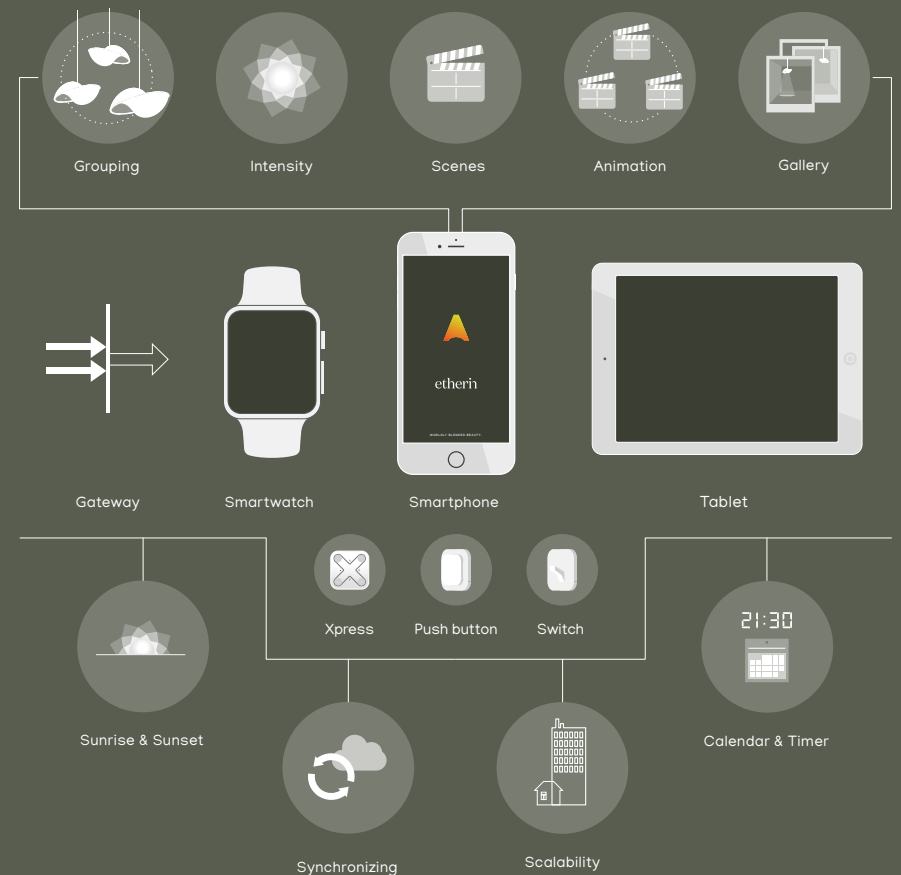 Grouping
Intensity
Scenes
Animation
Gallery
etherin
Gateway
Smartwatch
Smartphone
Tablet
Xpress
Push button
Switch
21:30
Sunrise & Sunset
Calendar & Timer
Synchronizing
Scalability